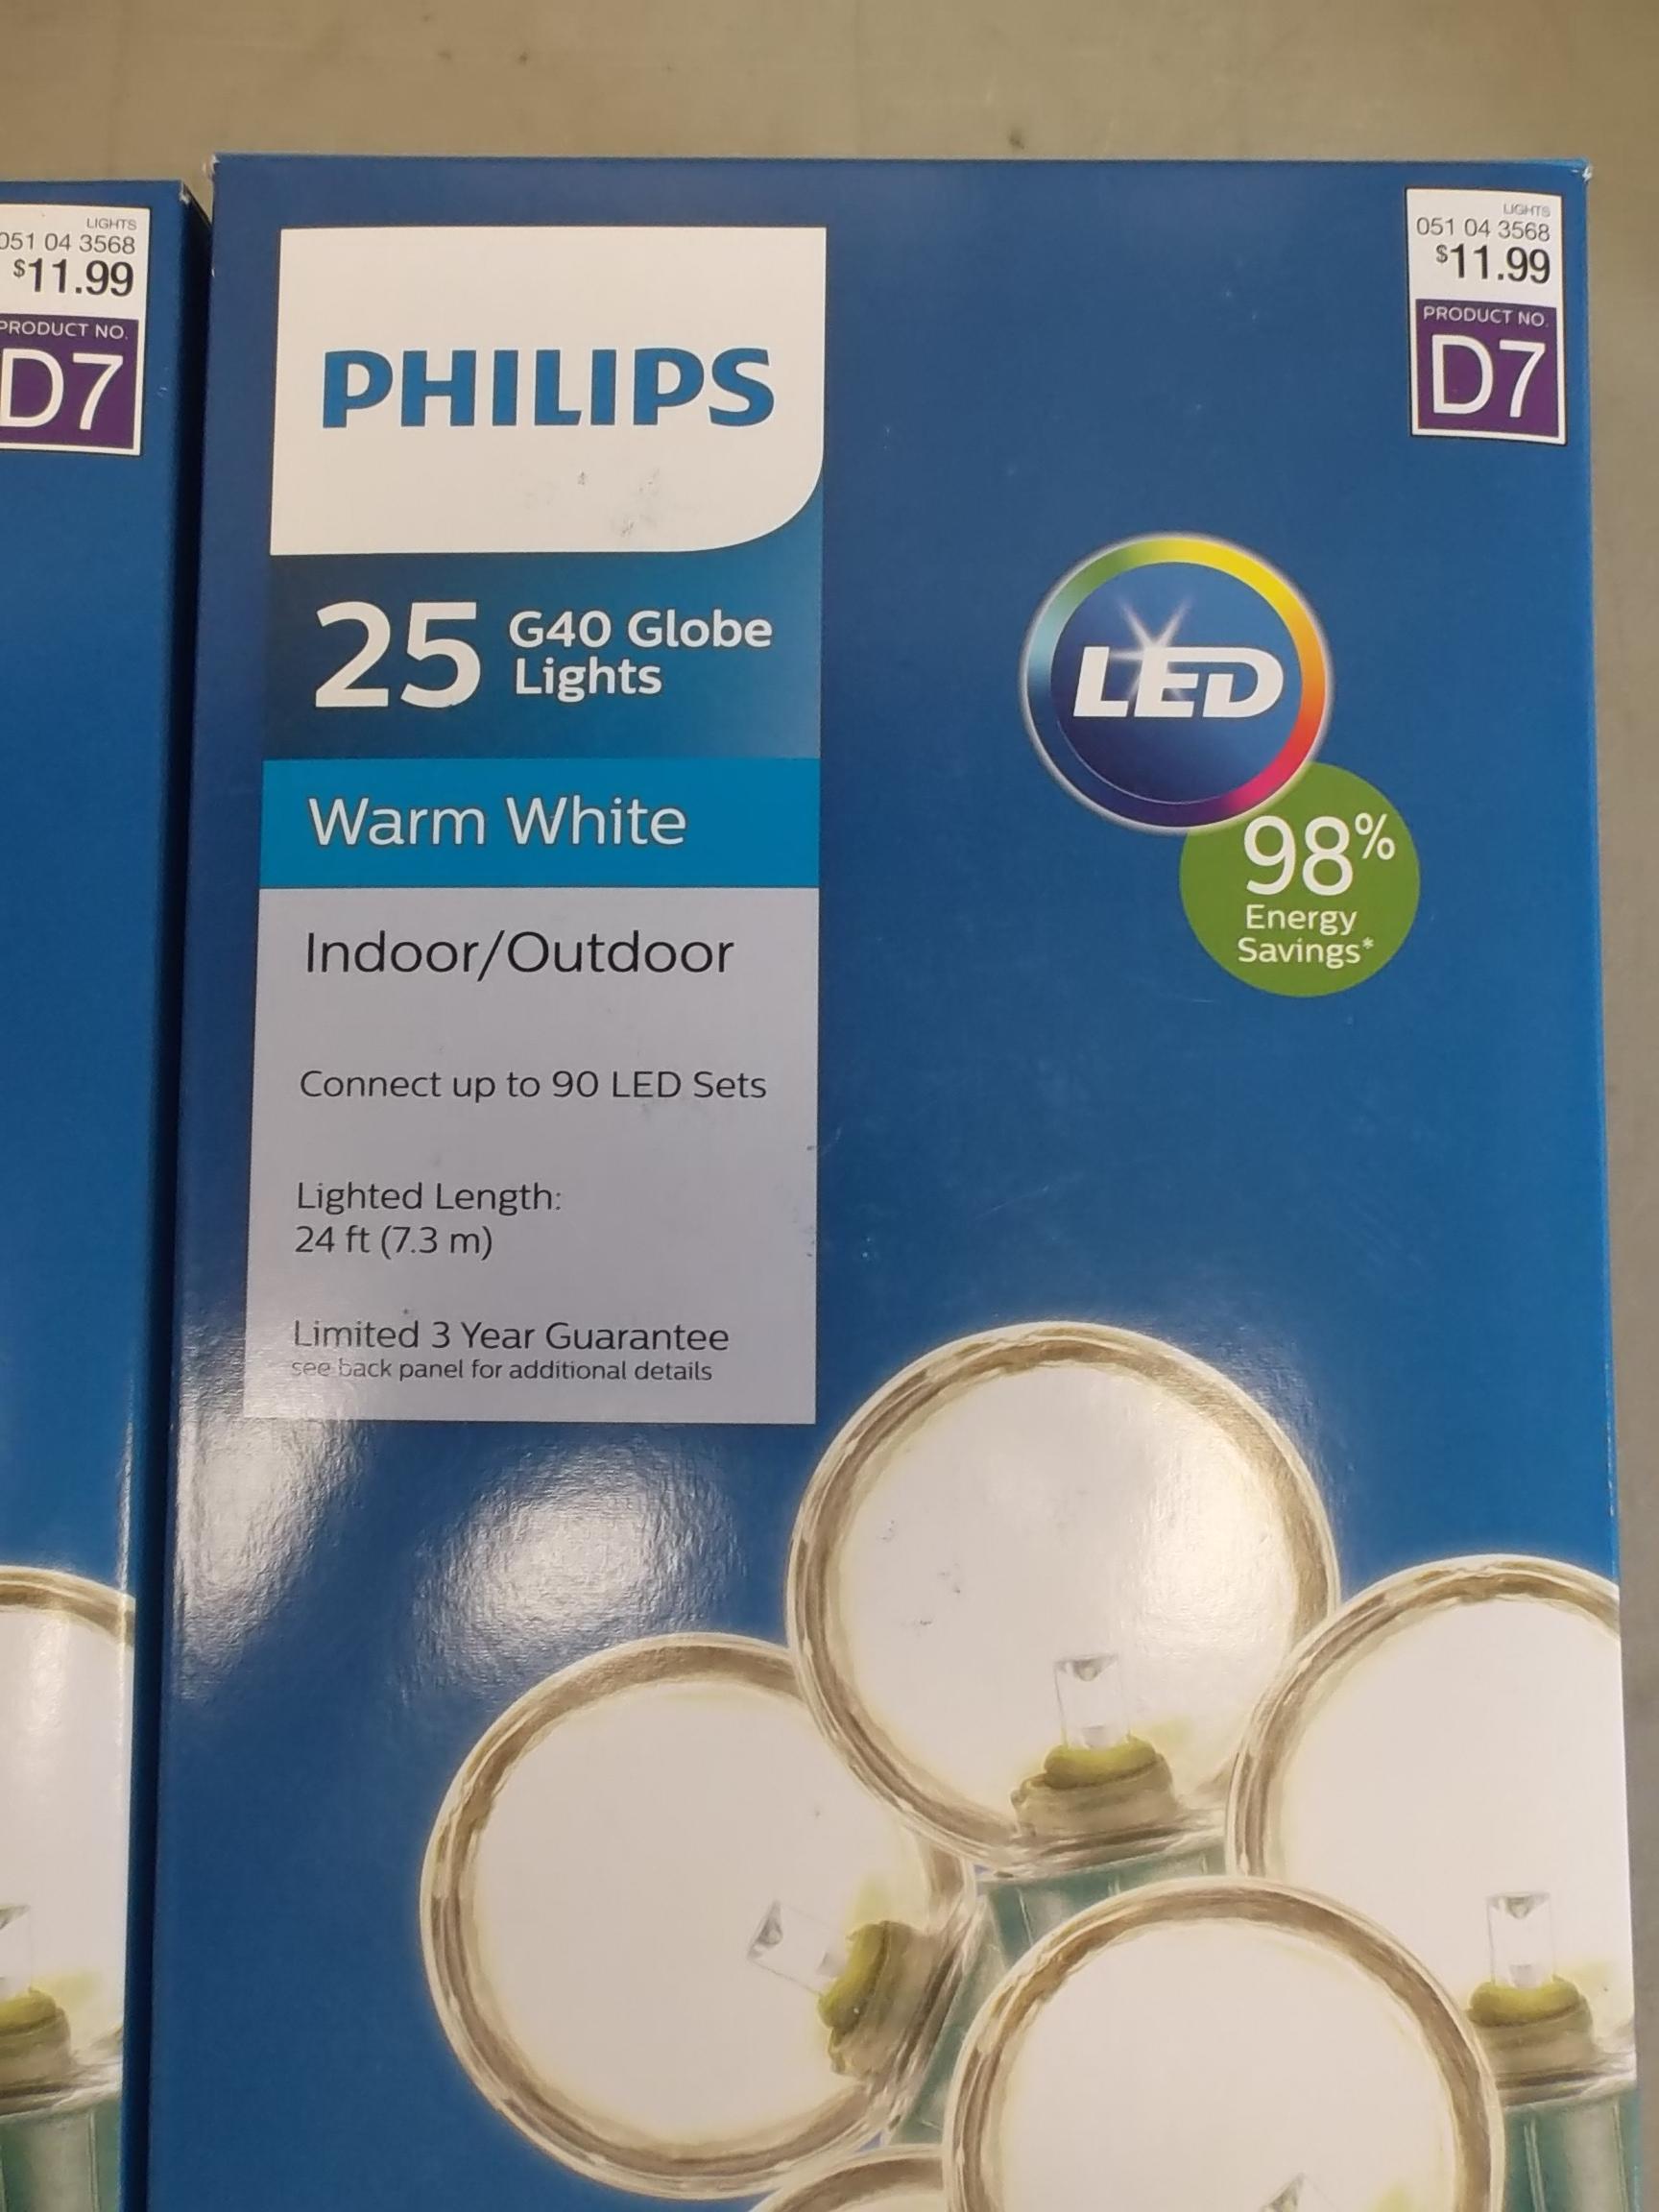 LIGHTS
051 04 3568
$11.99
PRODUCT NO.
D7
PHILIPS
25 G40 Globe
Lights
Warm White
Indoor/Outdoor
Connect up to 90 LED Sets
Lighted Length:
24 ft (7.3 m)
Limited 3 Year Guarantee
see back panel for additional details
LIGHTS
051 04 3568
$11.99
PRODUCT NO.
D7
LED
98%
Energy
Savings*